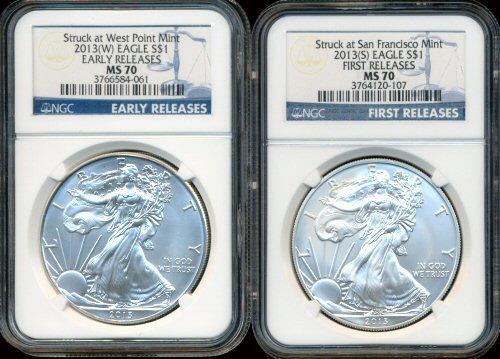 Struck at West Point Mint
2013(W) EAGLE S$1
EARLY RELEASES
MS 70
3766584-061
NGC
EARLY RELEASES
LIBERTY
IN GOD
WE TRUST
2013
Struck at San Francisco Mint
2013(S) EAGLE S$1
FIRST RELEASES
MS 70
3764120-107
NGC
FIRST RELEASES
LIBERTY
IN GOD
WE TRUST
2013